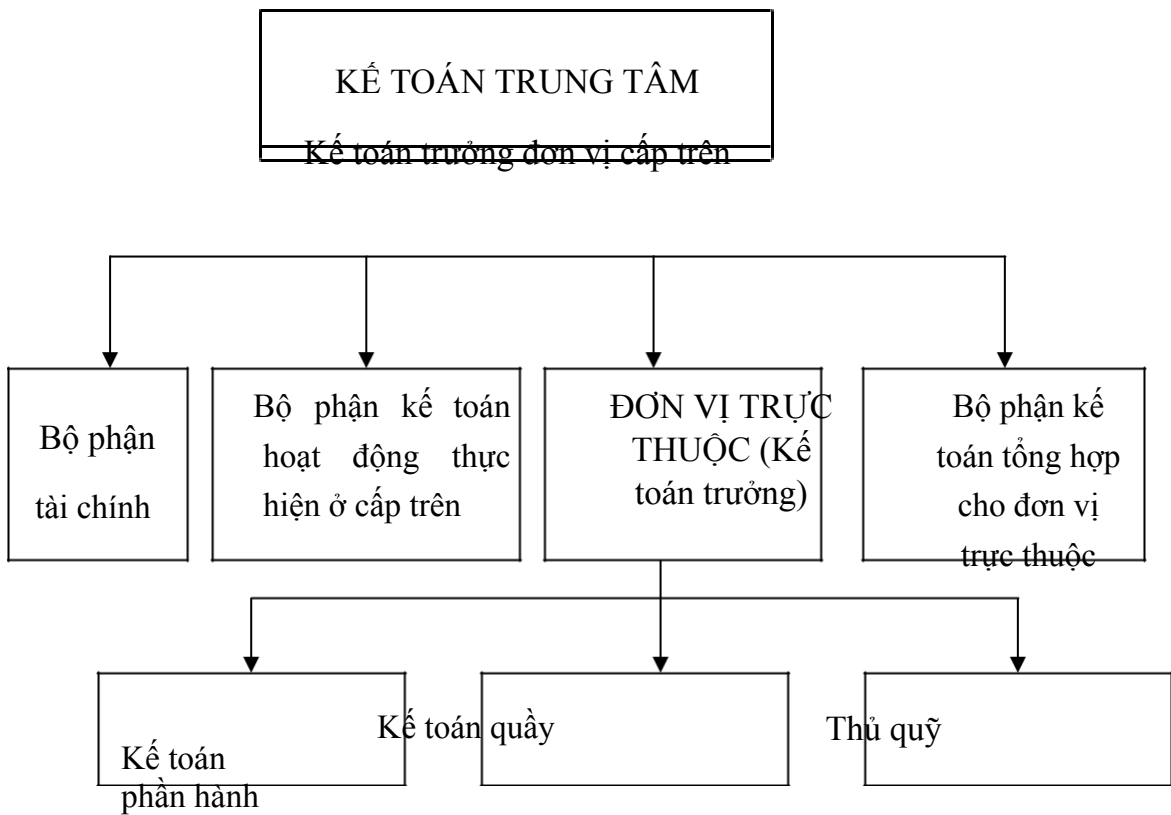 KẾ TOÁN TRUNG TÂM
Kế toán trưởng đơn vị cấp trên
Bộ phận
tài chính
Bộ phận kế toán
hoạt động thực
hiện ở cấp trên
ĐƠN VỊ TRỰC
THUỘC (Kế
toán trưởng)
Bộ phận kế
toán tổng hợp
cho đơn vị
trực thuộc
Kế toán
phần hành
Kế toán quầy
Thủ quỹ